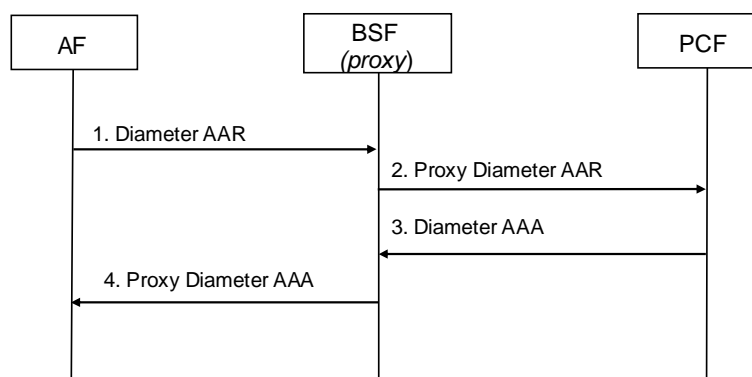 AF
BSF
(proxy)
PCF
1. Diameter AAR
2. Proxy Diameter AAR
3. Diameter AAA
4. Proxy Diameter AAA